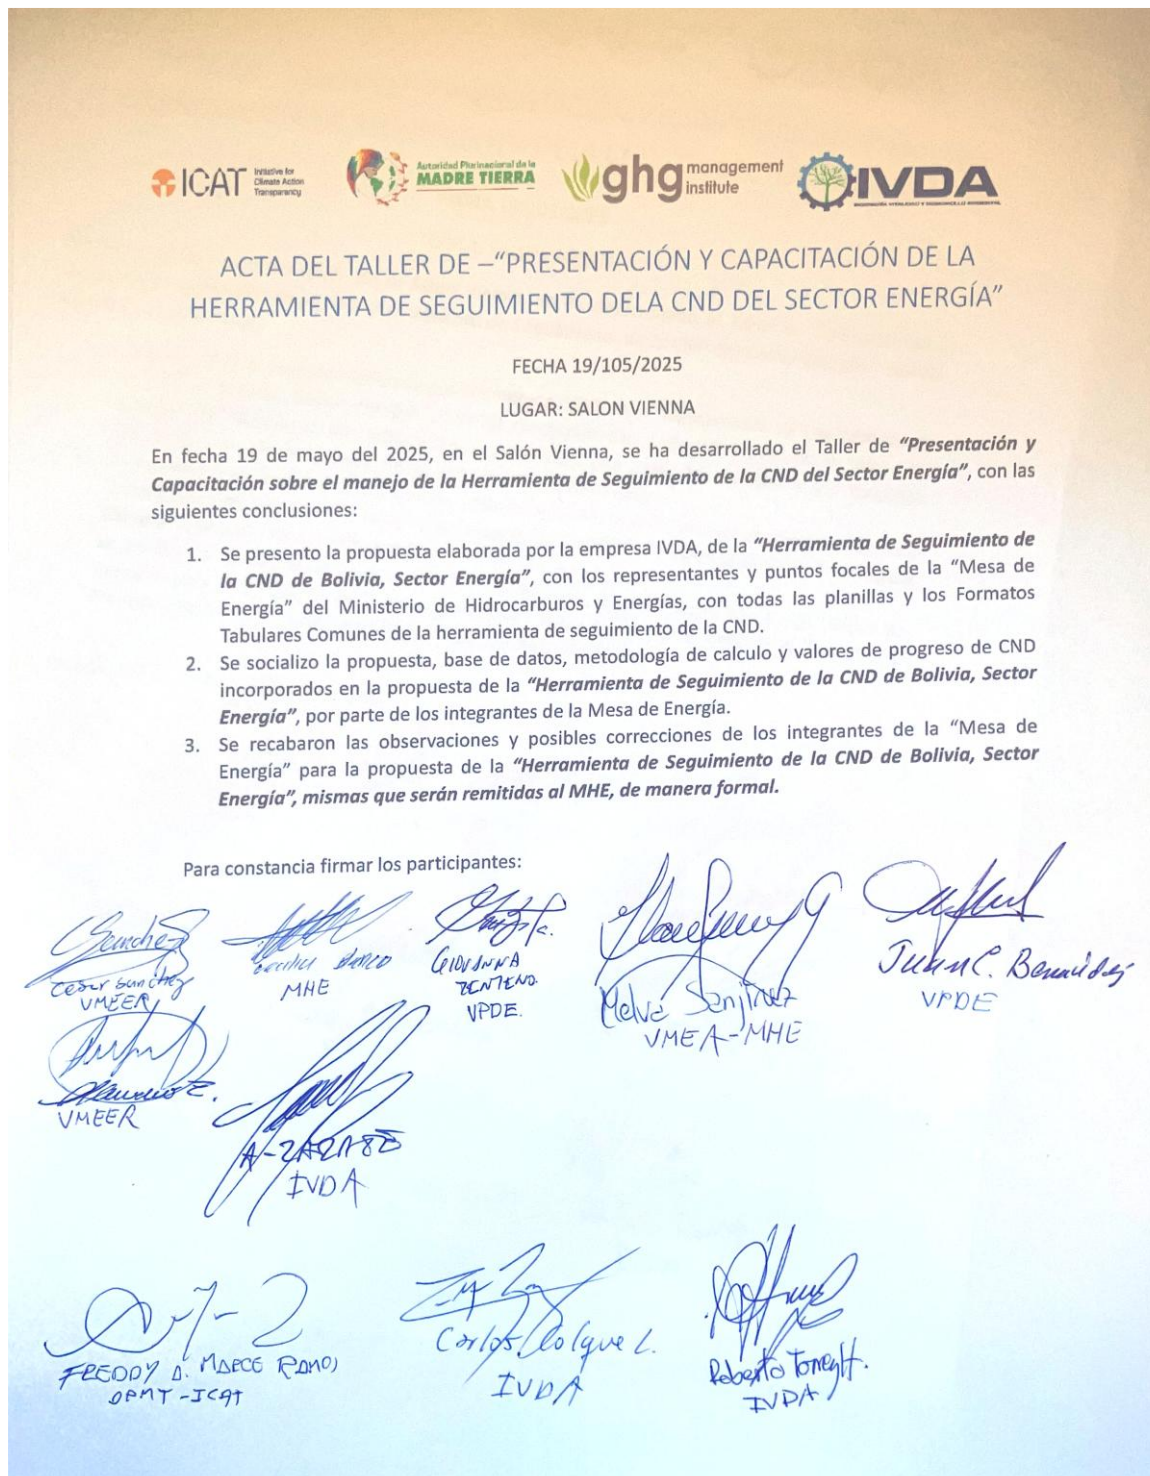 ICAT Initiative for Climate Action Transparency
Autoridad Plurinacional de la MADRE TIERRA
ghg management institute
IVDA
ACTA DEL TALLER DE –“PRESENTACIÓN Y CAPACITACIÓN DE LA
HERRAMIENTA DE SEGUIMIENTO DELA CND DEL SECTOR ENERGÍA”
FECHA 19/105/2025
LUGAR: SALON VIENNA
En fecha 19 de mayo del 2025, en el Salón Vienna, se ha desarrollado el Taller de “Presentación y
Capacitación sobre el manejo de la Herramienta de Seguimiento de la CND del Sector Energía”, con las
siguientes conclusiones:
1. Se presento la propuesta elaborada por la empresa IVDA, de la “Herramienta de Seguimiento de
la CND de Bolivia, Sector Energía”, con los representantes y puntos focales de la “Mesa de
Energía” del Ministerio de Hidrocarburos y Energías, con todas las planillas y los Formatos
Tabulares Comunes de la herramienta de seguimiento de la CND.
2. Se socializo la propuesta, base de datos, metodología de calculo y valores de progreso de CND
incorporados en la propuesta de la “Herramienta de Seguimiento de la CND de Bolivia, Sector
Energía”, por parte de los integrantes de la Mesa de Energía.
3. Se recabaron las observaciones y posibles correcciones de los integrantes de la “Mesa de
Energía” para la propuesta de la “Herramienta de Seguimiento de la CND de Bolivia, Sector
Energía”, mismas que serán remitidas al MHE, de manera formal.
Para constancia firmar los participantes:
Cesar Sanchez
VMEER
MHE
GIOVANNA
ZENTENO.
VPDE.
Melva Sanjinez
VMEA-MHE
Juan C.
VPDE
VMEER
A-ZARATE
IVDA
FREDDY A. RAMOS
APMT-ICAT
Carlos Colque L.
IVDA
Roberto
IVDA